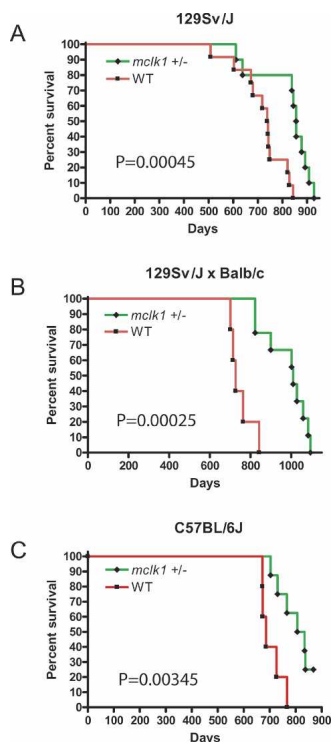 A
129Sv/J
Percent survival
100
90
80
70
60
50
40
30
20
10
0
mclk1 +/-
WT
P=0.00045
0 100 200 300 400 500 600 700 800 900
Days
B
129Sv/J x Balb/c
Percent survival
100
90
80
70
60
50
40
30
20
10
0
mclk1 +/-
WT
P=0.00025
0 200 400 600 800 1000
Days
C
C57BL/6J
Percent survival
100
90
80
70
60
50
40
30
20
10
0
mclk1 +/-
WT
P=0.00345
0 100 200 300 400 500 600 700 800 900
Days